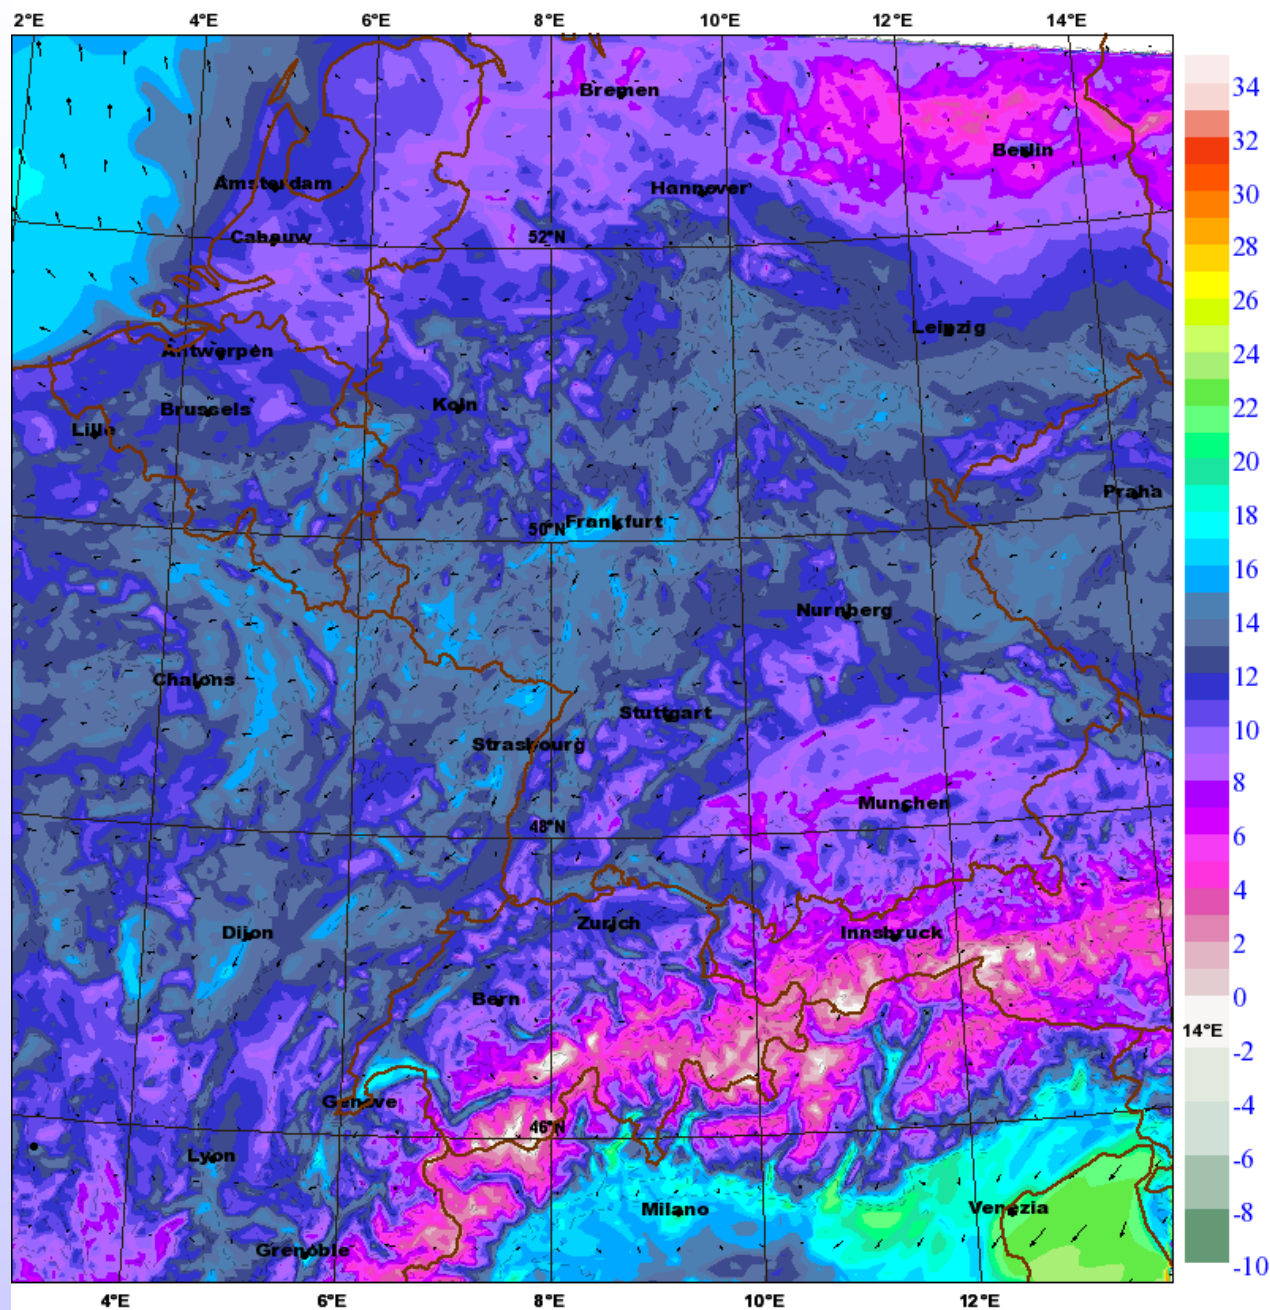 2°E 4°E 6°E 8°E 10°E 12°E 14°E
34
Bremen
32
Berlin
30
Amsterdam
Hannover
28
Cabauw
52°N
26
Leipzig
24
Antwerpen
22
Brussels
Koln
Lille
20
Praha
50°N
Frankfurt
18
16
Nurnberg
14
Chalons
12
Stuttgart
Strasbourg
10
8
Munchen
48°N
6
4
Zurich
Dijon
Innsbruck
2
Bern
0
14°E
-2
Geneve
-4
46°N
Lyon
-6
Milano
Venezia
-8
Grenoble
-10
4°E 6°E 8°E 10°E 12°E